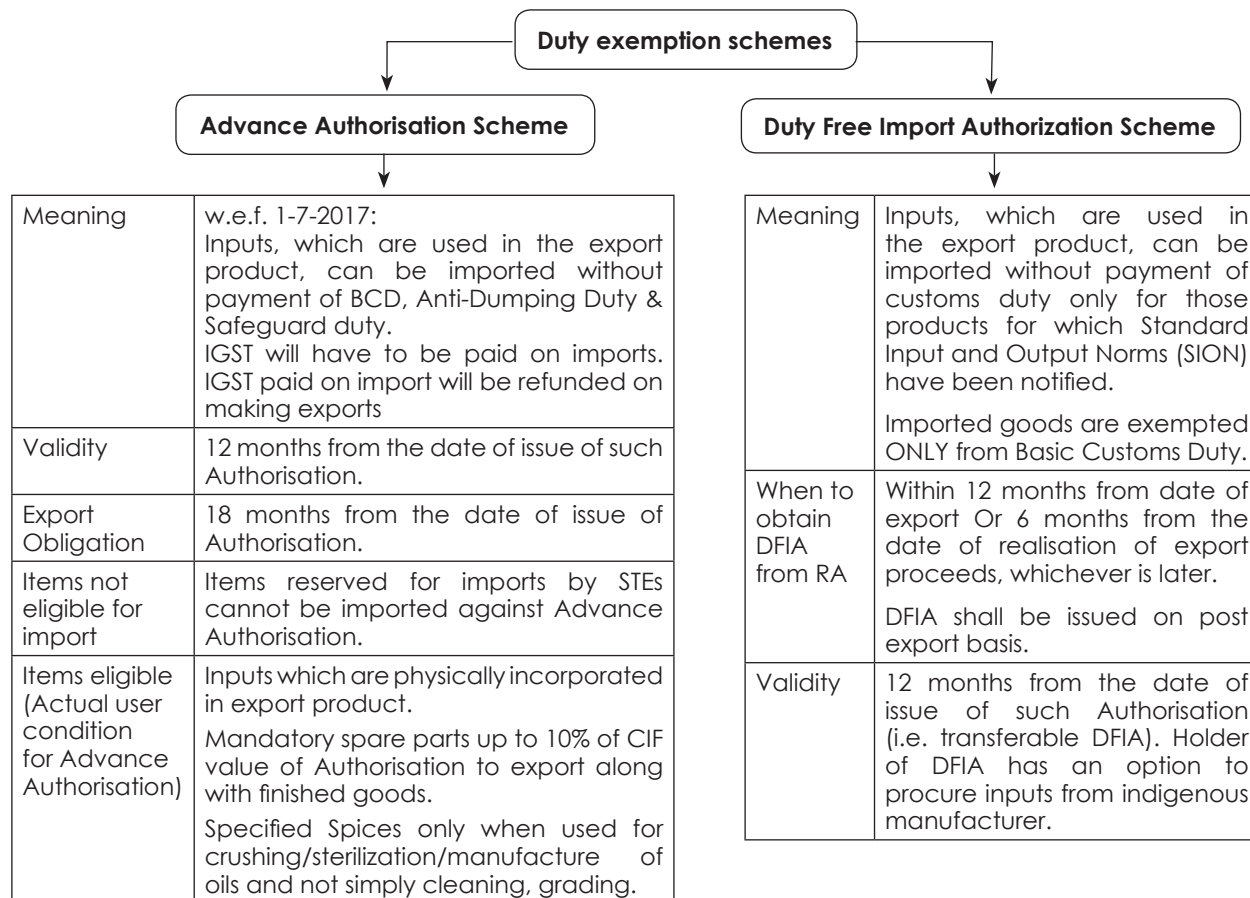 Duty exemption schemes
Advance Authorisation Scheme
Meaning
w.e.f. 1-7-2017:
Inputs, which are used in the export
product, can be imported without
payment of BCD, Anti-Dumping Duty &
Safeguard duty.
IGST will have to be paid on imports.
IGST paid on import will be refunded on
making exports
Validity
12 months from the date of issue of such
Authorisation.
Export
Obligation
18 months from the date of issue of
Authorisation.
Items not
eligible for
import
Items reserved for imports by STEs
cannot be imported against Advance
Authorisation.
Items eligible
(Actual user
condition
for Advance
Authorisation)
Inputs which are physically incorporated
in export product.
Mandatory spare parts up to 10% of CIF
value of Authorisation to export along
with finished goods.
Specified Spices only when used for
crushing/sterilization/manufacture of
oils and not simply cleaning, grading.
Duty Free Import Authorization Scheme
Meaning
Inputs, which are used in
the export product, can be
imported without payment of
customs duty only for those
products for which Standard
Input and Output Norms (SION)
have been notified.
Imported goods are exempted
ONLY from Basic Customs Duty.
When to
obtain
DFIA
from RA
Within 12 months from date of
export Or 6 months from the
date of realisation of export
proceeds, whichever is later.
DFIA shall be issued on post
export basis.
Validity
12 months from the date of
issue of such Authorisation
(i.e. transferable DFIA). Holder
of DFIA has an option to
procure inputs from indigenous
manufacturer.